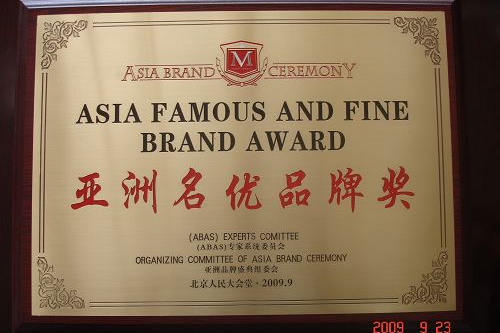 M
ASIA BRAND CEREMONY
ASIA FAMOUS AND FINE
BRAND AWARD
亚洲名优品牌奖
(ABAS) EXPERTS COMITTEE
(ABAS)专家系统委员会
ORGANIZING COMMITTEE OF ASIA BRAND CEREMONY
亚洲品牌盛典组委会
北京人民大会堂·2009.9
2009 9 23